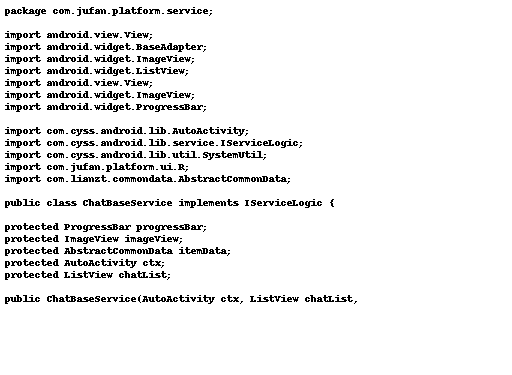 package com.jufan.platform.service;

import android.view.View;
import android.widget.BaseAdapter;
import android.widget.ImageView;
import android.widget.ListView;
import android.view.View;
import android.widget.ImageView;
import android.widget.ProgressBar;

import com.cyss.android.lib.AutoActivity;
import com.cyss.android.lib.service.IServiceLogic;
import com.cyss.android.lib.util.SystemUtil;
import com.jufan.platform.ui.R;
import com.lianzt.commondata.AbstractCommonData;

public class ChatBaseService implements IServiceLogic {

protected ProgressBar progressBar;
protected ImageView imageView;
protected AbstractCommonData itemData;
protected AutoActivity ctx;
protected ListView chatList;

public ChatBaseService(AutoActivity ctx, ListView chatList,